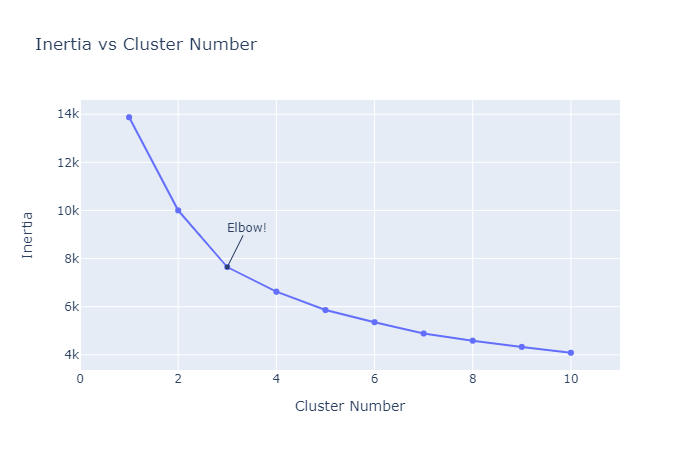 Inertia vs Cluster Number
14k
12k
10k
8k
6k
4k
Inertia
Elbow!
0 2 4 6 8 10
Cluster Number